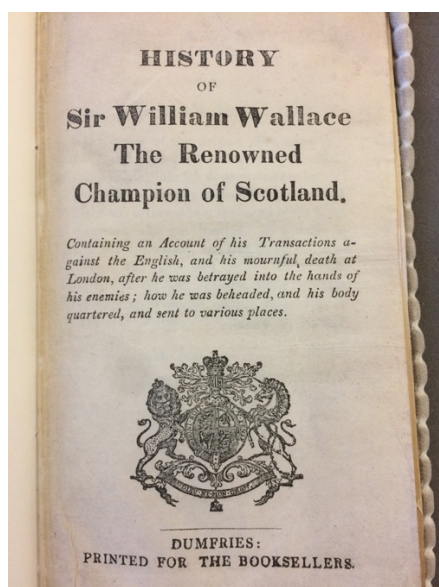 HISTORY
OF
Sir William Wallace
The Renowned
Champion of Scotland.
Containing an Account of his Transactions a-
gainst the English, and his mournful, death at
London, after he was betrayed into the hands of
his enemies; how he was beheaded, and his body
quartered, and sent to various places.
DUMFRIES:
PRINTED FOR THE BOOKSELLERS.